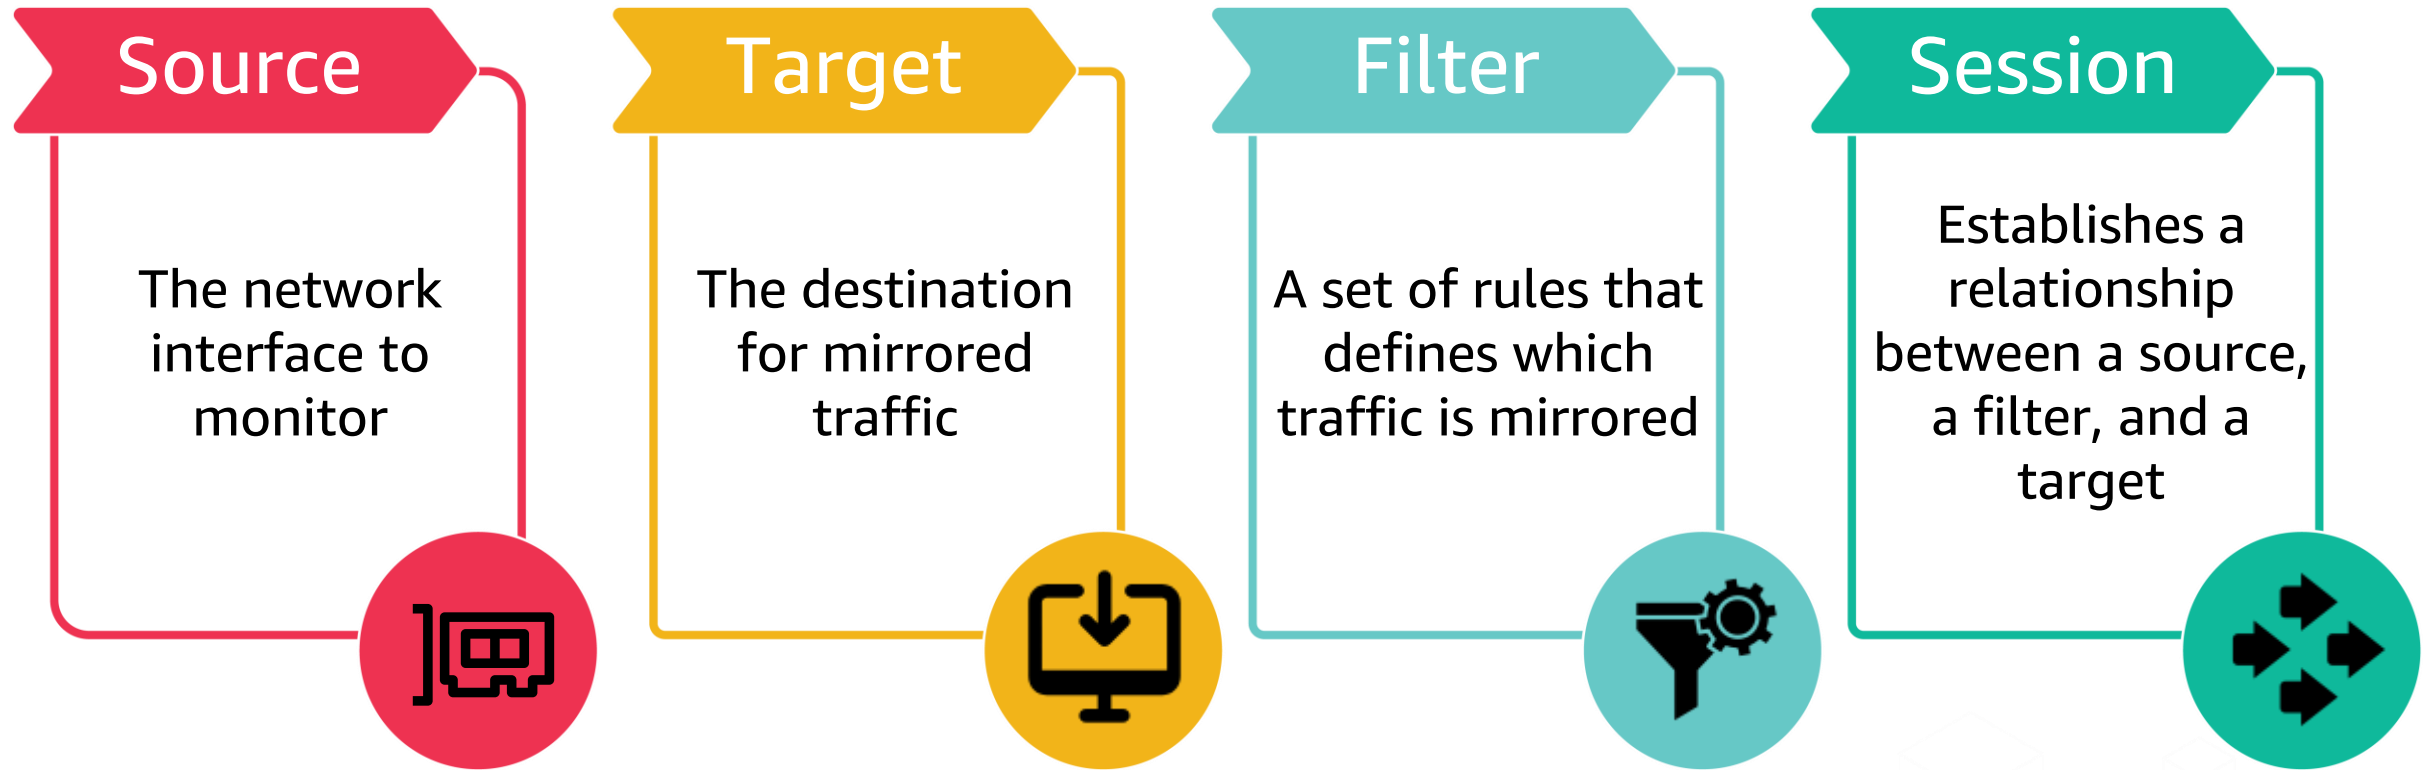 Source
The network
interface to
monitor
Target
The destination
for mirrored
traffic
Filter
A set of rules that
defines which
traffic is mirrored
Session
Establishes a
relationship
between a source,
a filter, and a
target